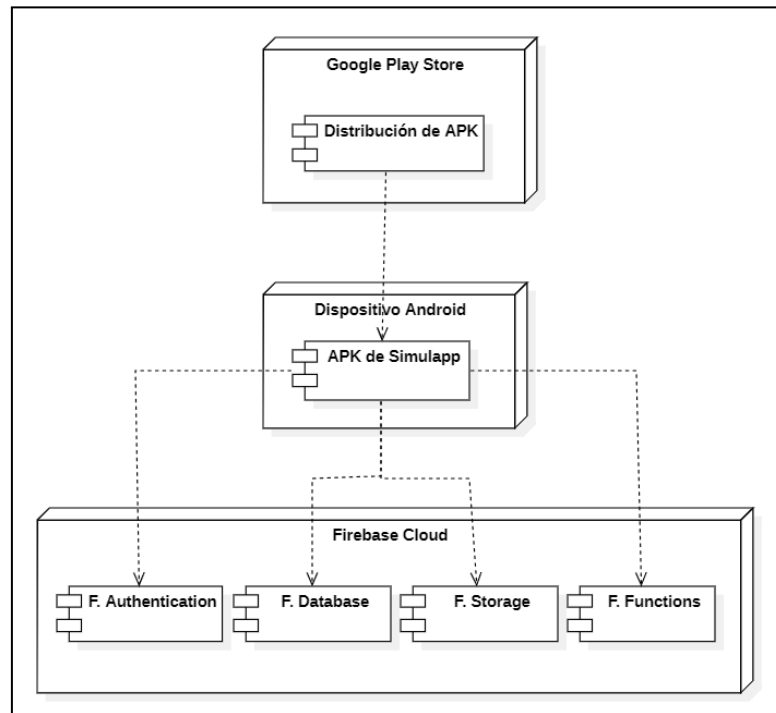 Google Play Store
Distribución de APK
Dispositivo Android
APK de Simulapp
Firebase Cloud
F. Authentication
F. Database
F. Storage
F. Functions